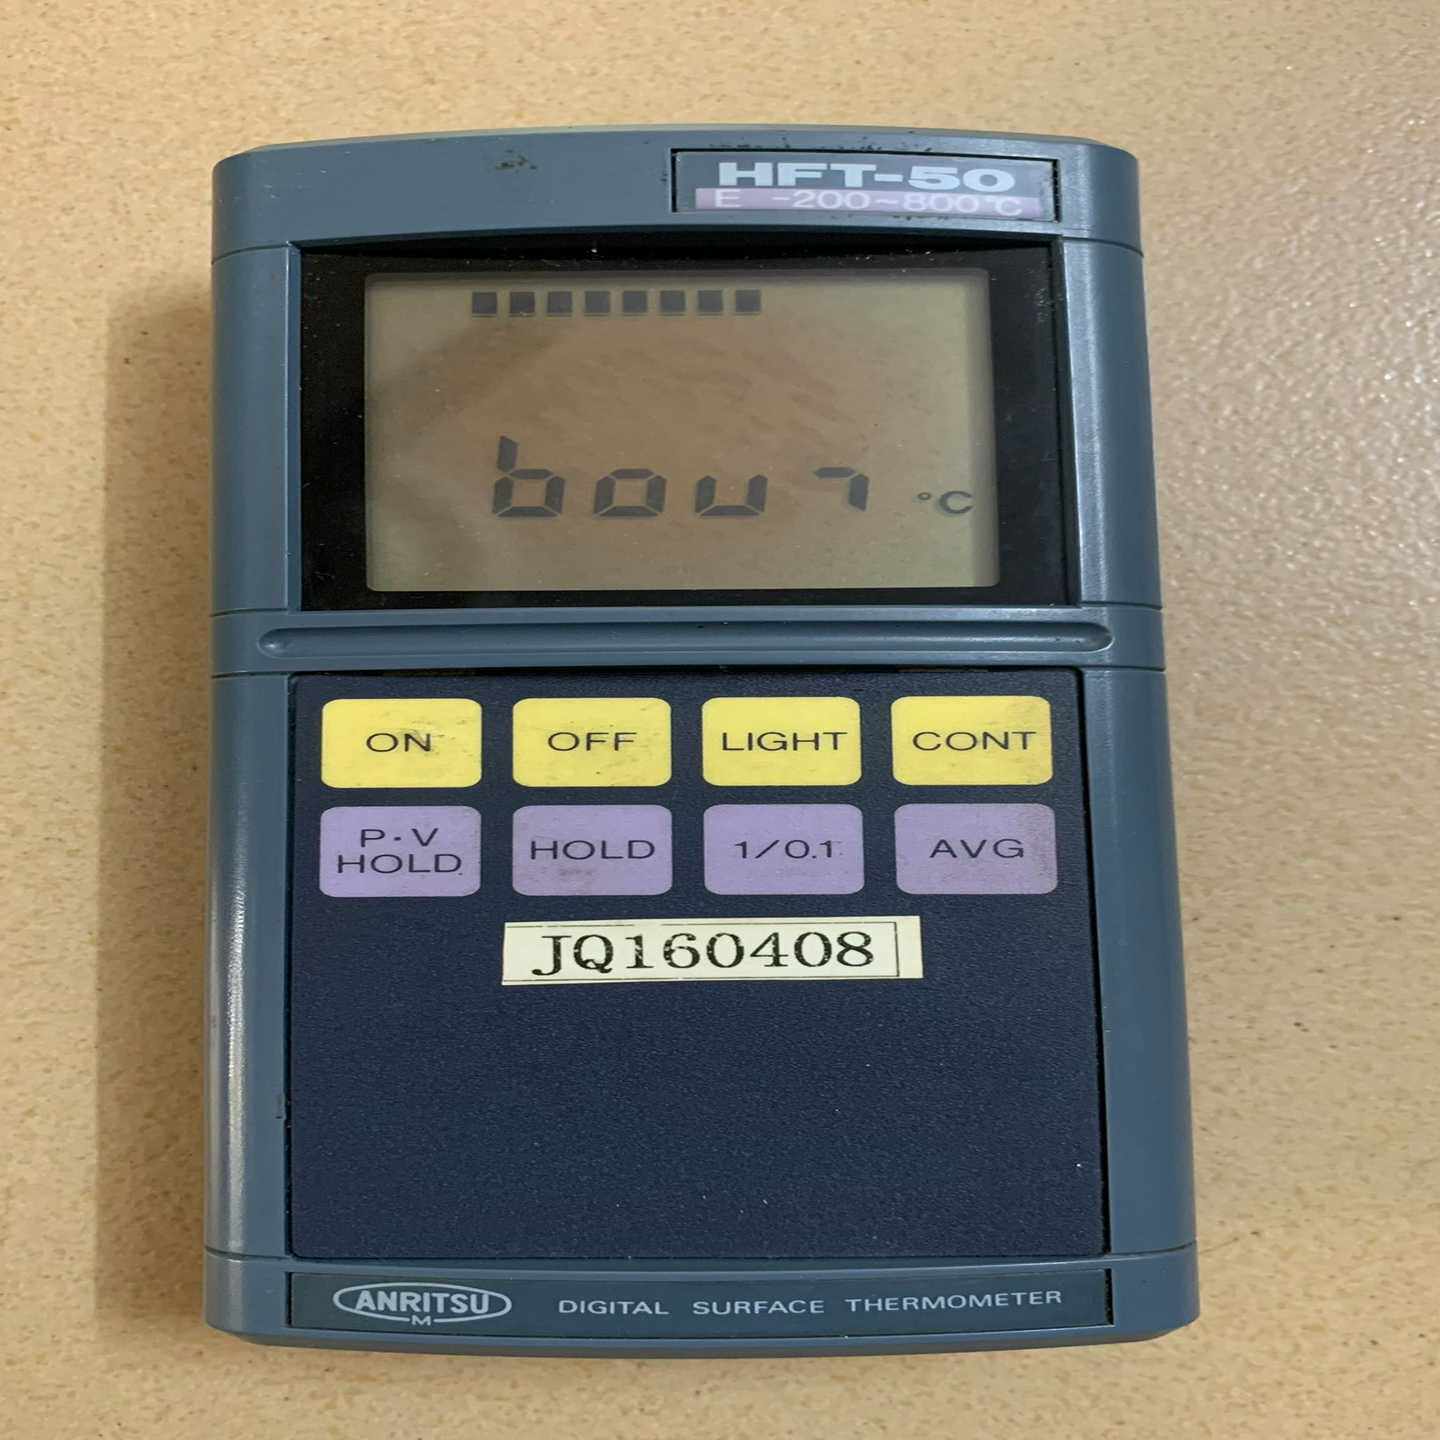 HFT-50
E -200~800℃
bou7 °C
ON OFF LIGHT CONT
P·V HOLD HOLD 1/0.1 AVG
JQ160408
ANRITSU M DIGITAL SURFACE THERMOMETER